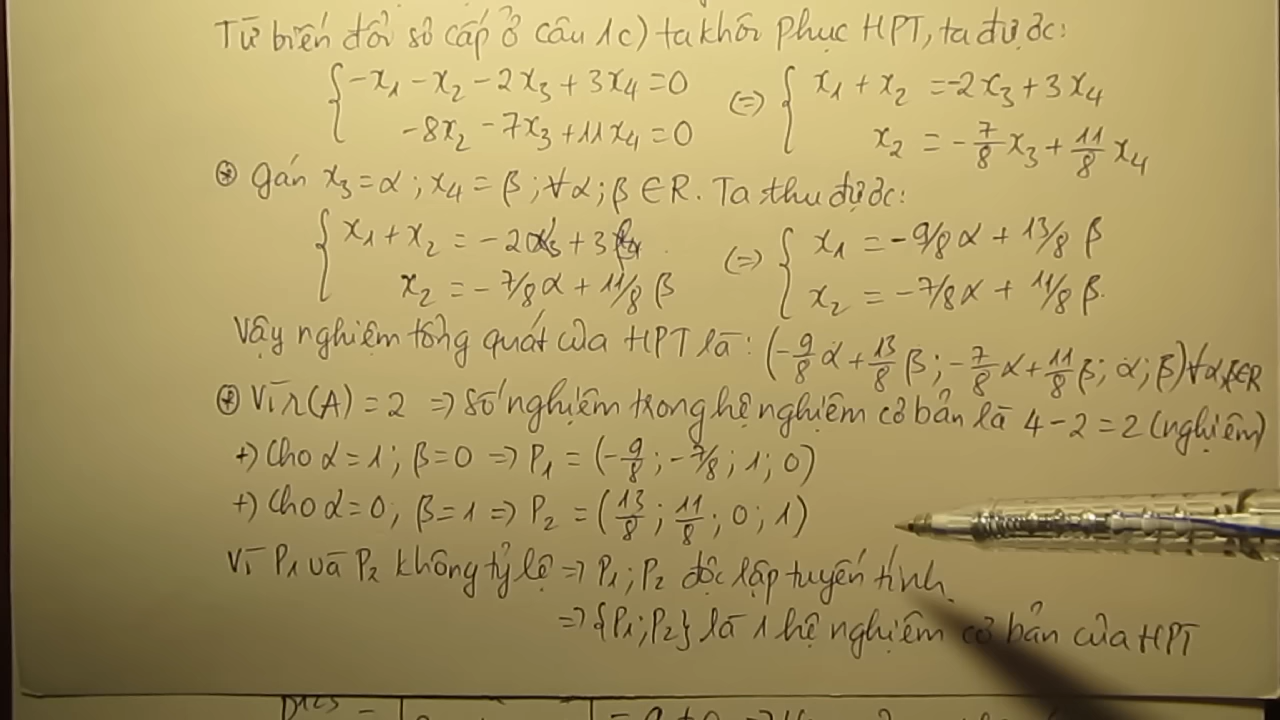 Từ biến đổi sơ cấp ở câu 1c) ta khôi phục HPT, ta được:
{ -x₁ - x₂ - 2x₃ + 3x₄ = 0 (=) { x₁ + x₂ = -2x₃ + 3x₄
-8x₂ - 7x₃ + 11x₄ = 0 x₂ = -7/8 x₃ + 11/8 x₄
⊛ Gán x₃ = α ; x₄ = β ; ∀α; β ∈ R. Ta thu được:
{ x₁ + x₂ = -2α + 3β (=) { x₁ = -9/8 α + 13/8 β
x₂ = -7/8 α + 11/8 β x₂ = -7/8 α + 11/8 β.
Vậy nghiệm tổng quát của HPT là: (-9/8 α + 13/8 β ; -7/8 α + 11/8 β; α; β) ∀α,β∈R
⊛ Vì r(A) = 2 => Số nghiệm trong hệ nghiệm cơ bản là 4 - 2 = 2 (nghiệm)
+) Cho α = 1 ; β = 0 => P₁ = (-9/8 ; -7/8 ; 1 ; 0)
+) Cho α = 0 ; β = 1 => P₂ = (13/8 ; 11/8 ; 0 ; 1)
Vì P₁ và P₂ không tỷ lệ => P₁; P₂ độc lập tuyến tính.
=> {P₁; P₂} là 1 hệ nghiệm cơ bản của HPT